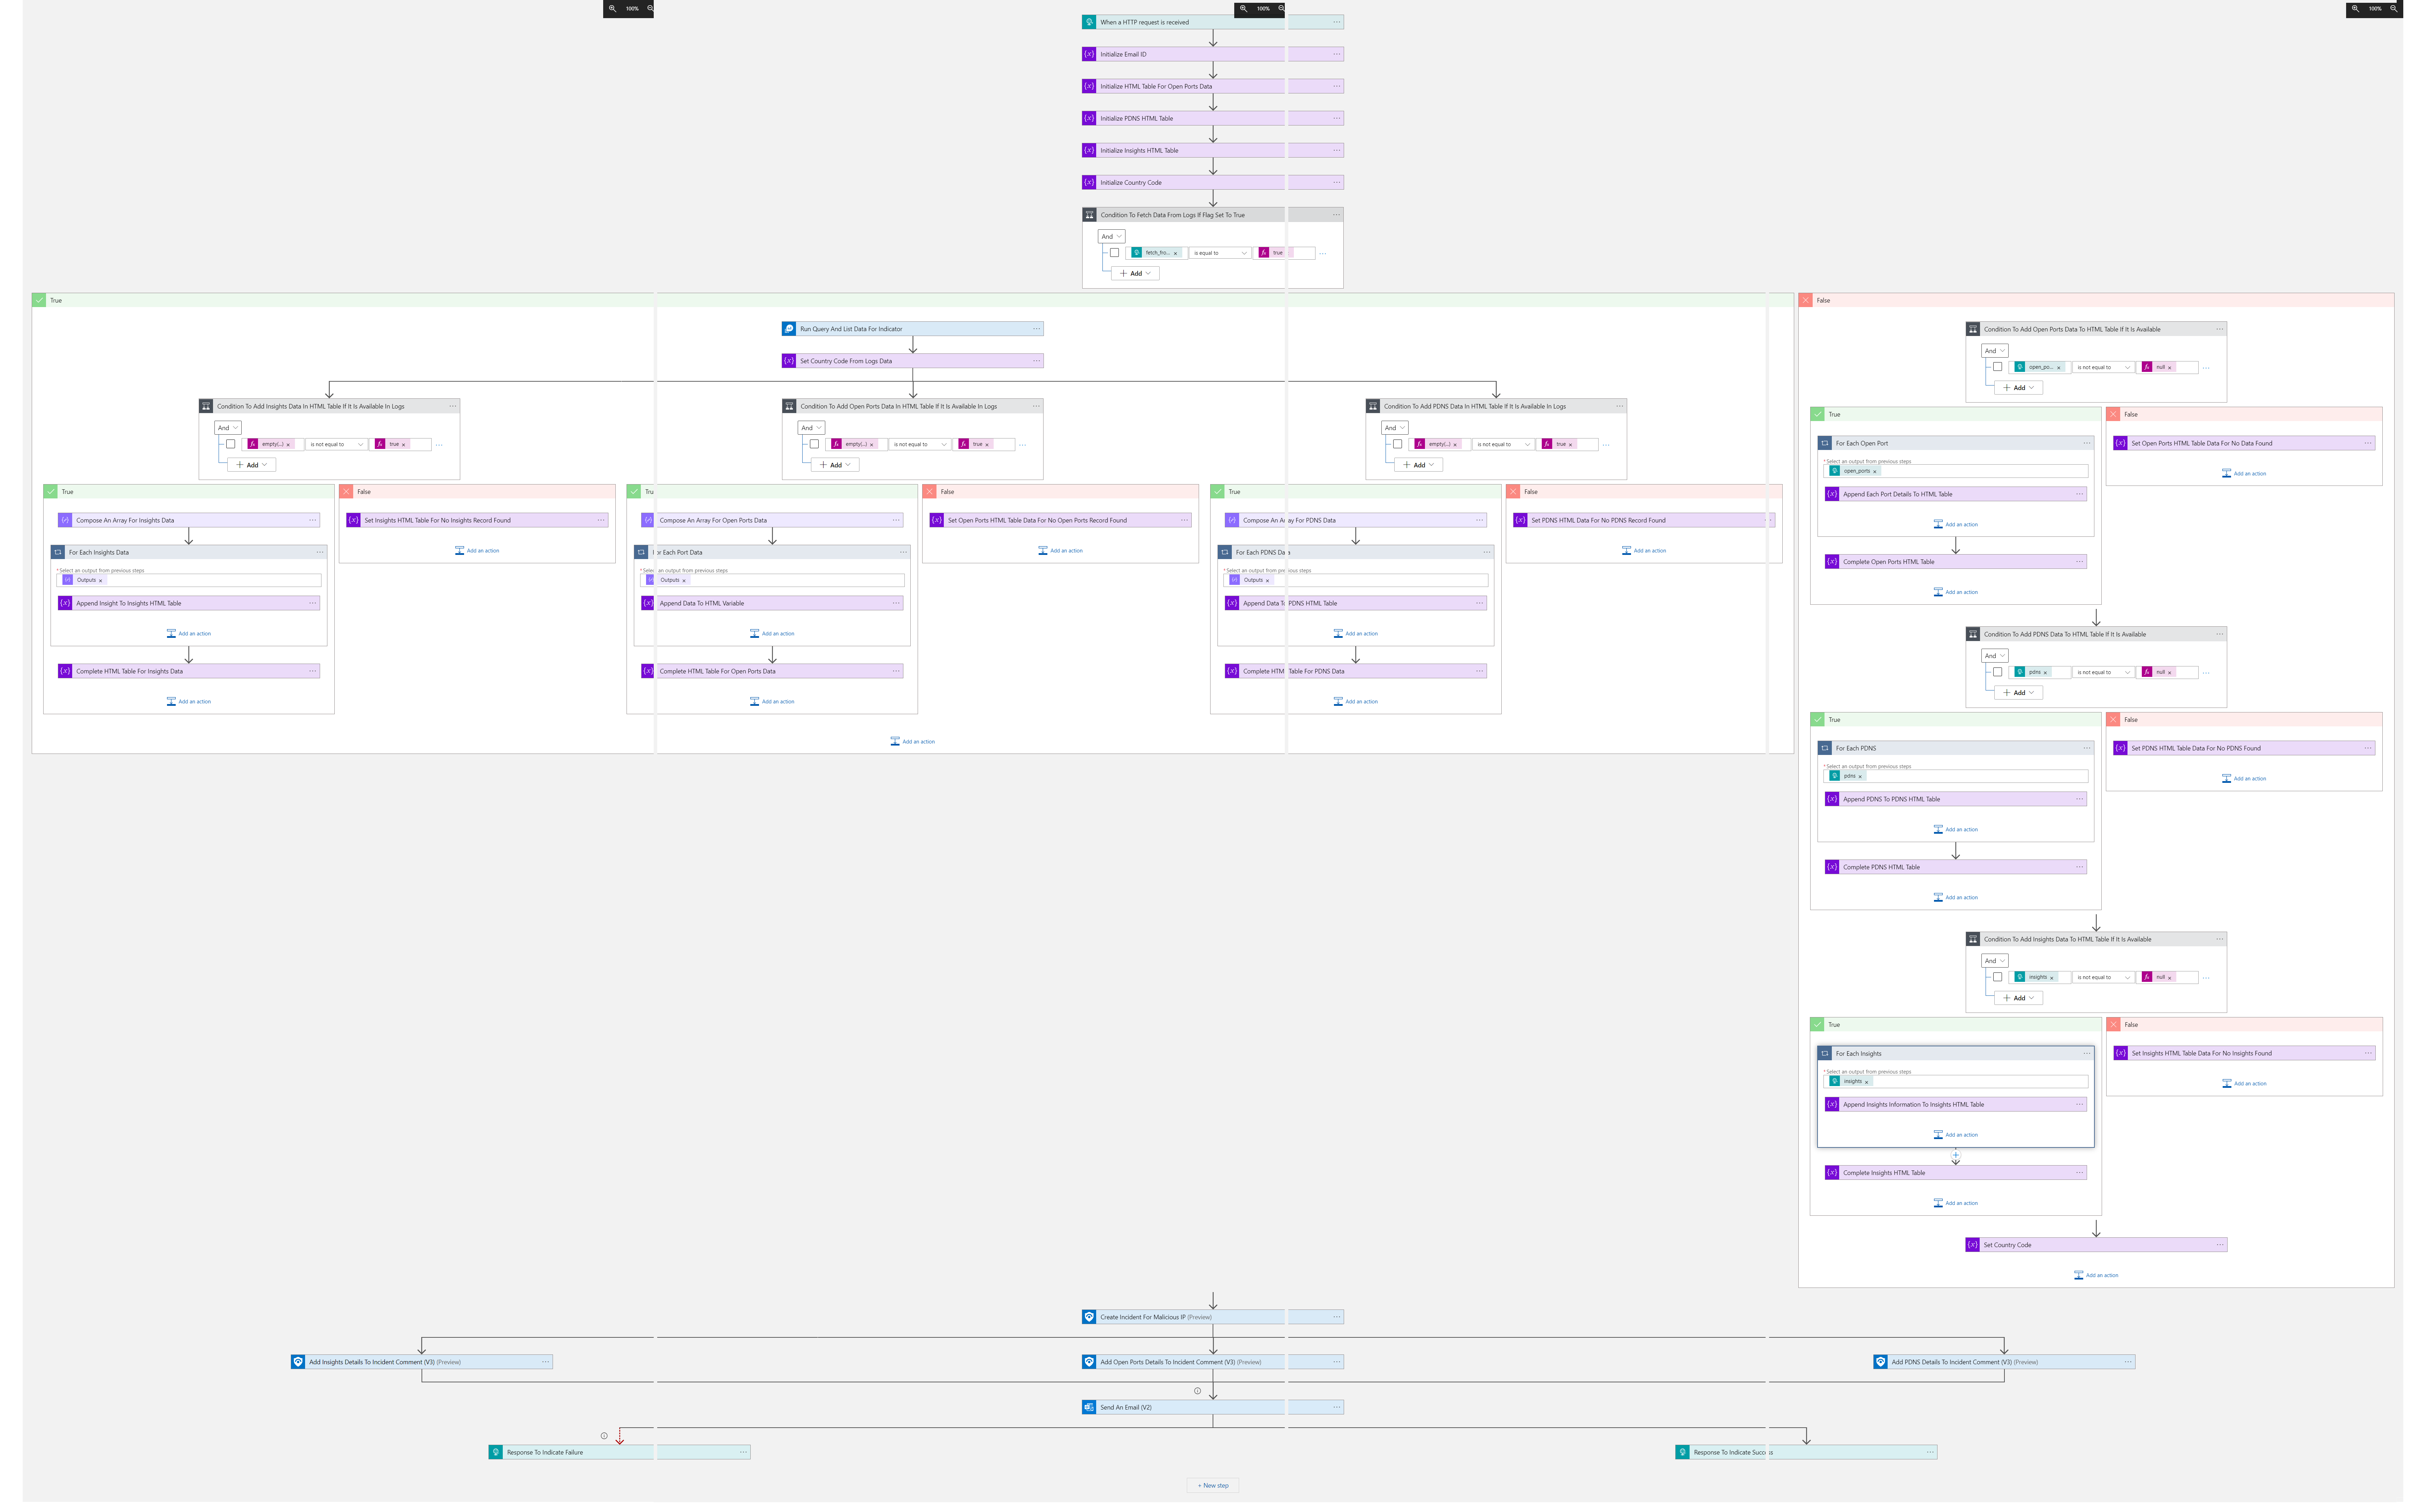 100%
100%
100%
When a HTTP request is received
Initialize Email ID
Initialize HTML Table For Open Ports Data
Initialize PDNS HTML Table
Initialize Insights HTML Table
Initialize Country Code
Condition To Fetch Data From Logs If Flag Set To True
And
fetch_fro... × is equal to true
+ Add
True
Run Query And List Data For Indicator
Set Country Code From Logs Data
Condition To Add Insights Data In HTML Table If It Is Available In Logs
And
empty(...) × is not equal to true ×
+ Add
True
Compose An Array For Insights Data
For Each Insights Data
*Select an output from previous steps
Outputs ×
Append Insight To Insights HTML Table
Add an action
Complete HTML Table For Insights Data
Add an action
False
Set Insights HTML Table For No Insights Record Found
Add an action
Condition To Add Open Ports Data In HTML Table If It Is Available In Logs
And
empty(...) × is not equal to true ×
+ Add
Tru
Compose An Array For Open Ports Data
or Each Port Data
*Selec an output from previous steps
Outputs ×
Append Data To HTML Variable
Add an action
Complete HTML Table For Open Ports Data
Add an action
False
Set Open Ports HTML Table Data For No Open Ports Record Found
Add an action
Condition To Add PDNS Data In HTML Table If It Is Available In Logs
And
empty(...) × is not equal to true ×
+ Add
True
Compose An Array For PDNS Data
For Each PDNS Data
*Select an output from previous steps
Outputs ×
Append Data To PDNS HTML Table
Add an action
Complete HTM Table For PDNS Data
Add an action
False
Set PDNS HTML Data For No PDNS Record Found
Add an action
Add an action
False
Condition To Add Open Ports Data To HTML Table If It Is Available
And
open_po... × is not equal to null ×
+ Add
True
For Each Open Port
*Select an output from previous steps
open_ports ×
Append Each Port Details To HTML Table
Add an action
Complete Open Ports HTML Table
Add an action
False
Set Open Ports HTML Table Data For No Data Found
Add an action
Condition To Add PDNS Data To HTML Table If It Is Available
And
pdns × is not equal to null ×
+ Add
True
For Each PDNS
*Select an output from previous steps
pdns ×
Append PDNS To PDNS HTML Table
Add an action
Complete PDNS HTML Table
Add an action
False
Set PDNS HTML Table Data For No PDNS Found
Add an action
Condition To Add Insights Data To HTML Table If It Is Available
And
insights × is not equal to null ×
+ Add
True
For Each Insights
*Select an output from previous steps
insights ×
Append Insights Information To Insights HTML Table
Add an action
Complete Insights HTML Table
Add an action
False
Set Insights HTML Table Data For No Insights Found
Add an action
Set Country Code
Add an action
Create Incident For Malicious IP (Preview)
Add Insights Details To Incident Comment (V3) (Preview)
Add Open Ports Details To Incident Comment (V3) (Preview)
Add PDNS Details To Incident Comment (V3) (Preview)
Send An Email (V2)
Response To Indicate Failure
Response To Indicate Success
+ New step